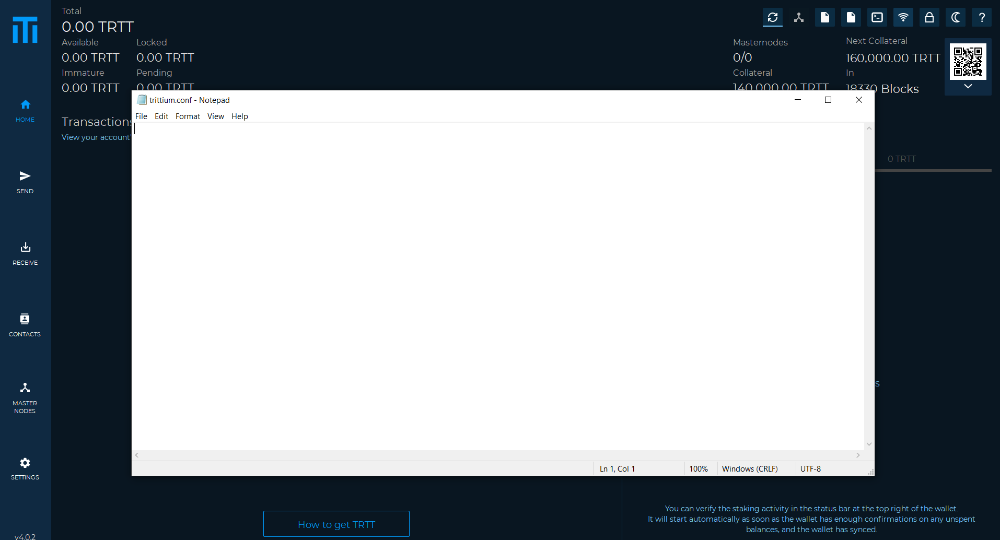 Total
0.00 TRTT
Available Locked
0.00 TRTT 0.00 TRTT
Immature Pending
0.00 TRTT 0.00 TRTT
Masternodes Next Collateral
0/0 160,000.00 TRTT
Collateral In
140,000.00 TRTT 18330 Blocks
HOME
SEND
RECEIVE
CONTACTS
MASTER
NODES
SETTINGS
v4.0.2
Transactions
View your account'
trittium.conf - Notepad
File Edit Format View Help
Ln 1, Col 1 100% Windows (CRLF) UTF-8
0 TRTT
s
How to get TRTT
You can verify the staking activity in the status bar at the top right of the wallet.
It will start automatically as soon as the wallet has enough confirmations on any unspent
balances, and the wallet has synced.